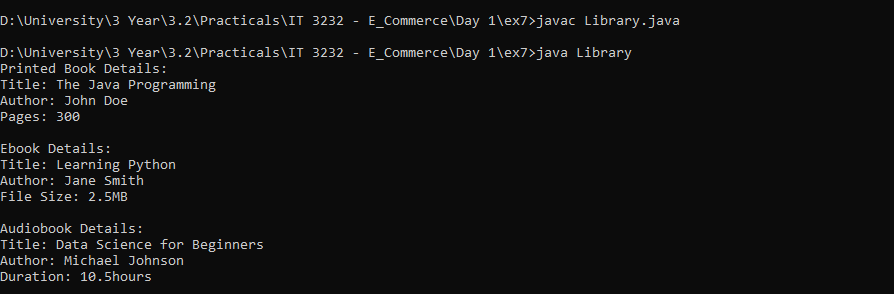 D:\University\3 Year\3.2\Practicals\IT 3232 - E_Commerce\Day 1\ex7>javac Library.java
D:\University\3 Year\3.2\Practicals\IT 3232 - E_Commerce\Day 1\ex7>java Library
Printed Book Details:
Title: The Java Programming
Author: John Doe
Pages: 300
Ebook Details:
Title: Learning Python
Author: Jane Smith
File Size: 2.5MB
Audiobook Details:
Title: Data Science for Beginners
Author: Michael Johnson
Duration: 10.5hours